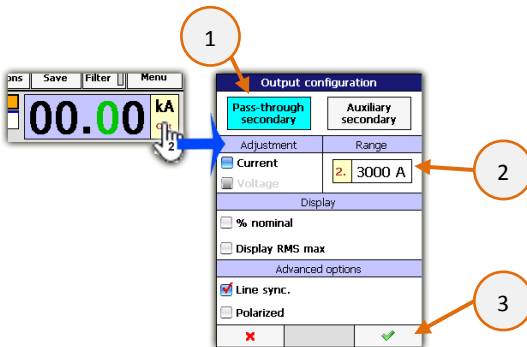 1
ons Save Filter Menu
00.00 kA
2
Output configuration
Pass-through
secondary
Auxiliary
secondary
Adjustment Range
Current
Voltage
2. 3000 A
2
Display
% nominal
Display RMS max
Advanced options
Line sync.
Polarized
3